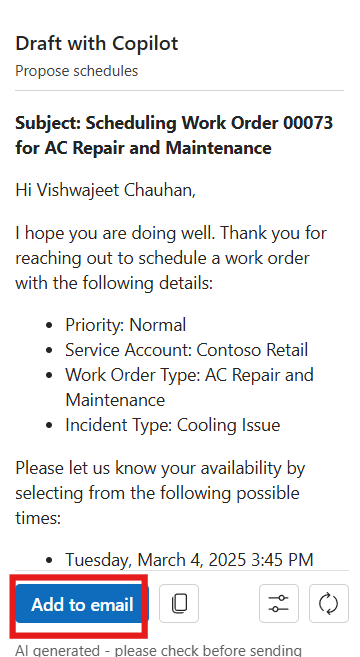 Draft with Copilot
Propose schedules
Subject: Scheduling Work Order 00073
for AC Repair and Maintenance
Hi Vishwajeet Chauhan,
I hope you are doing well. Thank you for
reaching out to schedule a work order
with the following details:
• Priority: Normal
• Service Account: Contoso Retail
• Work Order Type: AC Repair and
Maintenance
• Incident Type: Cooling Issue
Please let us know your availability by
selecting from the following possible
times:
• Tuesday, March 4, 2025 3:45 PM
Add to email
AI generated - please check before sending